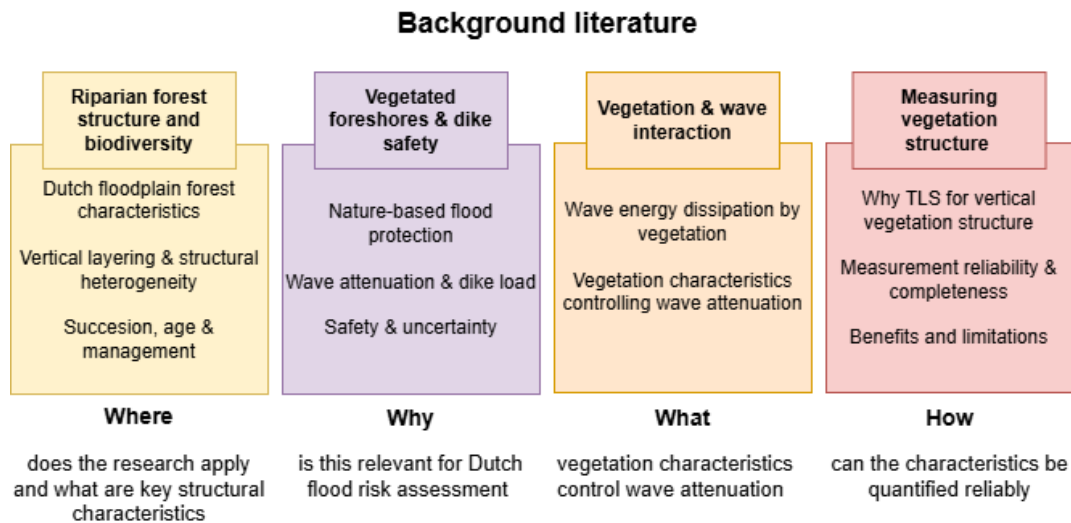 Background literature
Riparian forest
structure and
biodiversity
Dutch floodplain forest
characteristics
Vertical layering & structural
heterogeneity
Succesion, age &
management
Where
does the research apply
and what are key structural
characteristics
Vegetated
foreshores & dike
safety
Nature-based flood
protection
Wave attenuation & dike load
Safety & uncertainty
Why
is this relevant for Dutch
flood risk assessment
Vegetation & wave
interaction
Wave energy dissipation by
vegetation
Vegetation characteristics
controlling wave attenuation
What
vegetation characteristics
control wave attenuation
Measuring
vegetation
structure
Why TLS for vertical
vegetation structure
Measurement reliability &
completeness
Benefits and limitations
How
can the characteristics be
quantified reliably